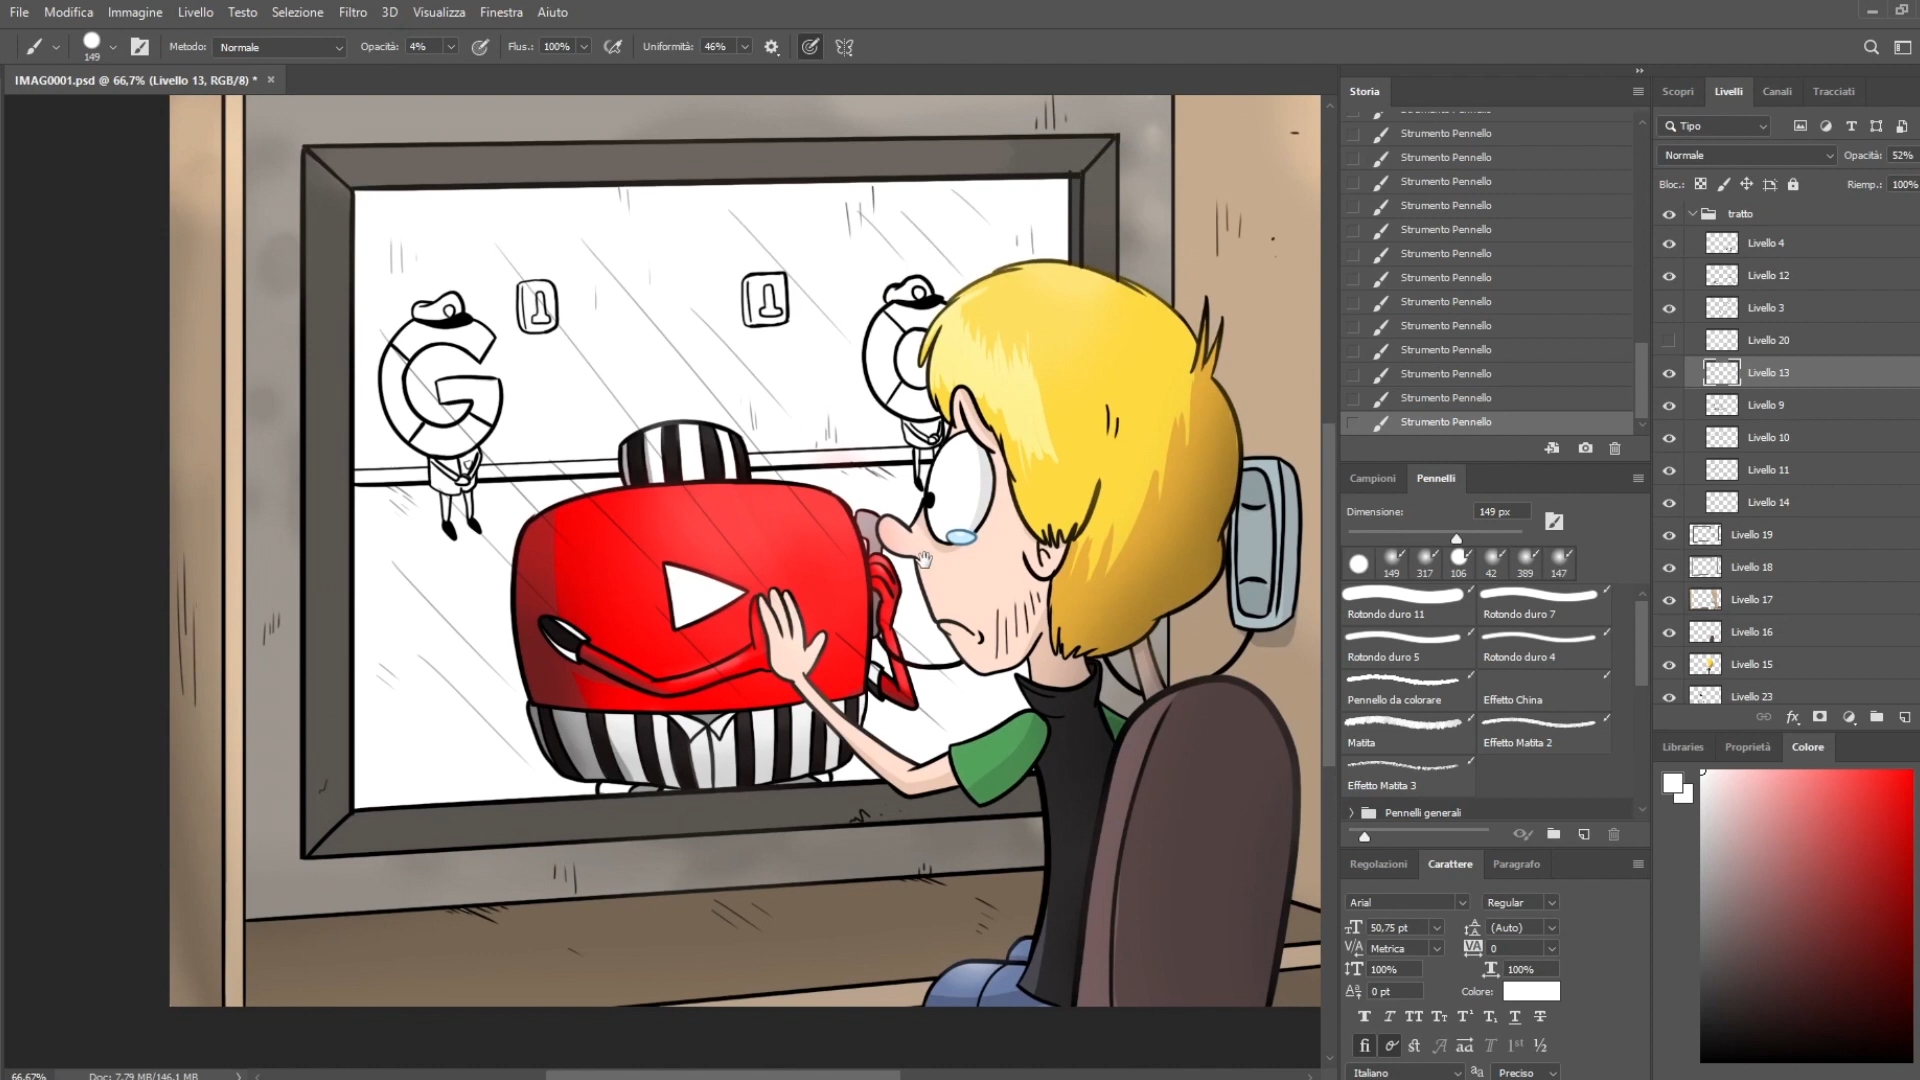 File Modifica Immagine Livello Testo Selezione Filtro 3D Visualizza Finestra Aiuto
149 Metodo: Normale Opacità: 4% Flus.: 100% Uniformità: 46%
IMAG0001.psd @ 66,7% (Livello 13, RGB/8) * ×
Storia
Strumento Pennello
Strumento Pennello
Strumento Pennello
Strumento Pennello
Strumento Pennello
Strumento Pennello
Strumento Pennello
Strumento Pennello
Strumento Pennello
Strumento Pennello
Strumento Pennello
Strumento Pennello
Strumento Pennello
Campioni Pennelli
Dimensione: 149 px
149 317 106 42 389 147
Rotondo duro 11 Rotondo duro 7
Rotondo duro 5 Rotondo duro 4
Pennello da colorare Effetto China
Matita Effetto Matita 2
Effetto Matita 3
Pennelli generali
Regolazioni Carattere Paragrafo
Arial Regular
50,75 pt (Auto)
Metrica 0
100% 100%
0 pt Colore:
Italiano aa Preciso
Scopri Livelli Canali Tracciati
Tipo
Normale Opacità: 52%
Bloc.: Riemp.: 100%
tratto
Livello 4
Livello 12
Livello 3
Livello 20
Livello 13
Livello 9
Livello 10
Livello 11
Livello 14
Livello 19
Livello 18
Livello 17
Livello 16
Livello 15
Livello 23
Libraries Proprietà Colore
G
1
1
66,67% Doc: 7,79 MB/146,1 MB